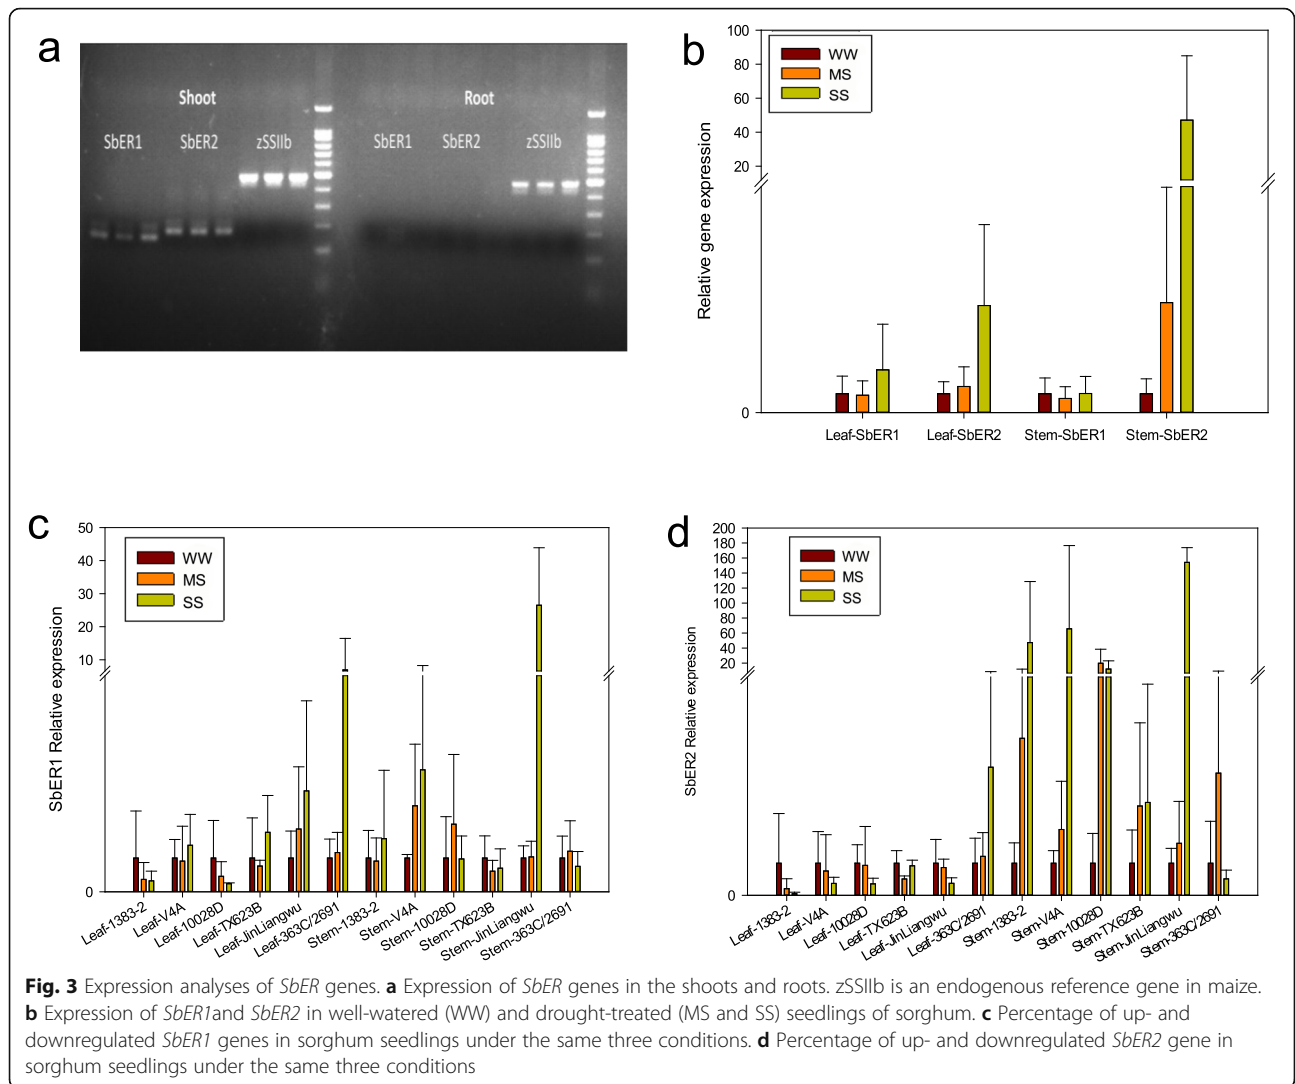 a
Shoot
Root
SbER1
SbER2
zSSIIb
SbER1
SbER2
zSSIIb
b
WW
MS
SS
Relative gene expression
100
80
60
40
20
0
Leaf-SbER1
Leaf-SbER2
Stem-SbER1
Stem-SbER2
c
WW
MS
SS
SbER1 Relative expression
50
40
30
20
10
0
Leaf-1383-2
Leaf-V4A
Leaf-10028D
Leaf-TX623B
Leaf-JinLiangwu
Leaf-363C/2691
Stem-1383-2
Stem-V4A
Stem-10028D
Stem-TX623B
Stem-JinLiangwu
Stem-363C/2691
d
WW
MS
SS
SbER2 Relative expression
200
190
180
170
160
150
140
130
120
110
100
90
80
70
60
50
40
30
20
0
Leaf-1383-2
Leaf-V4A
Leaf-10028D
Leaf-TX623B
Leaf-JinLiangwu
Leaf-363C/2691
Stem-1383-2
Stem-V4A
Stem-10028D
Stem-TX623B
Stem-JinLiangwu
Stem-363C/2691
Fig. 3 Expression analyses of SbER genes. a Expression of SbER genes in the shoots and roots. zSSIIb is an endogenous reference gene in maize.
b Expression of SbER1and SbER2 in well-watered (WW) and drought-treated (MS and SS) seedlings of sorghum. c Percentage of up- and
downregulated SbER1 genes in sorghum seedlings under the same three conditions. d Percentage of up- and downregulated SbER2 gene in
sorghum seedlings under the same three conditions